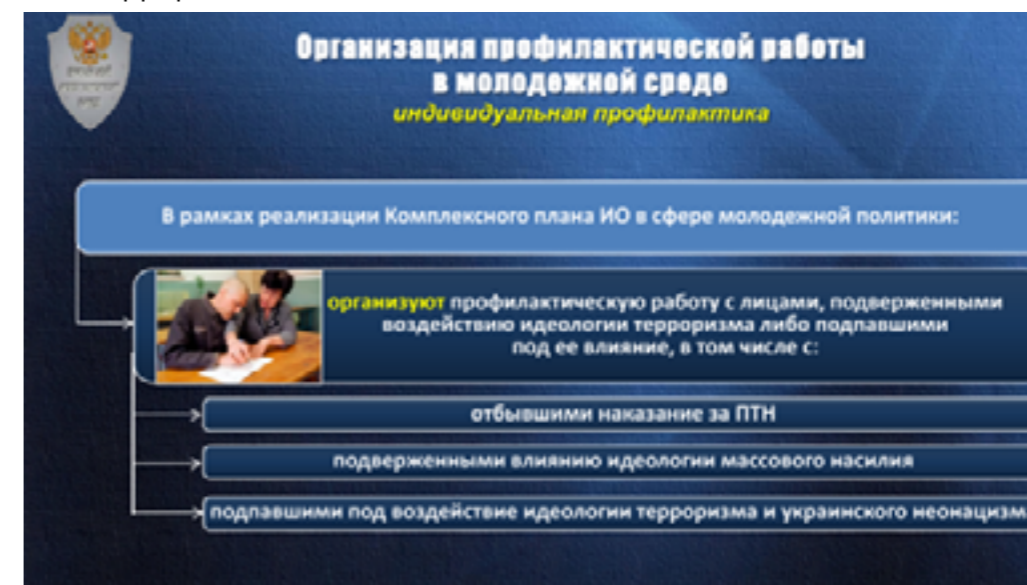 Организация профилактической работы
в молодежной среде
индивидуальная профилактика
В рамках реализации Комплексного плана ИО в сфере молодежной политики:
организуют профилактическую работу с лицами, подверженными
воздействию идеологии терроризма либо подпавшими
под ее влияние, в том числе с:
отбывшими наказание за ПТН
подверженными влиянию идеологии массового насилия
подпавшими под воздействие идеологии терроризма и украинского неонацизм